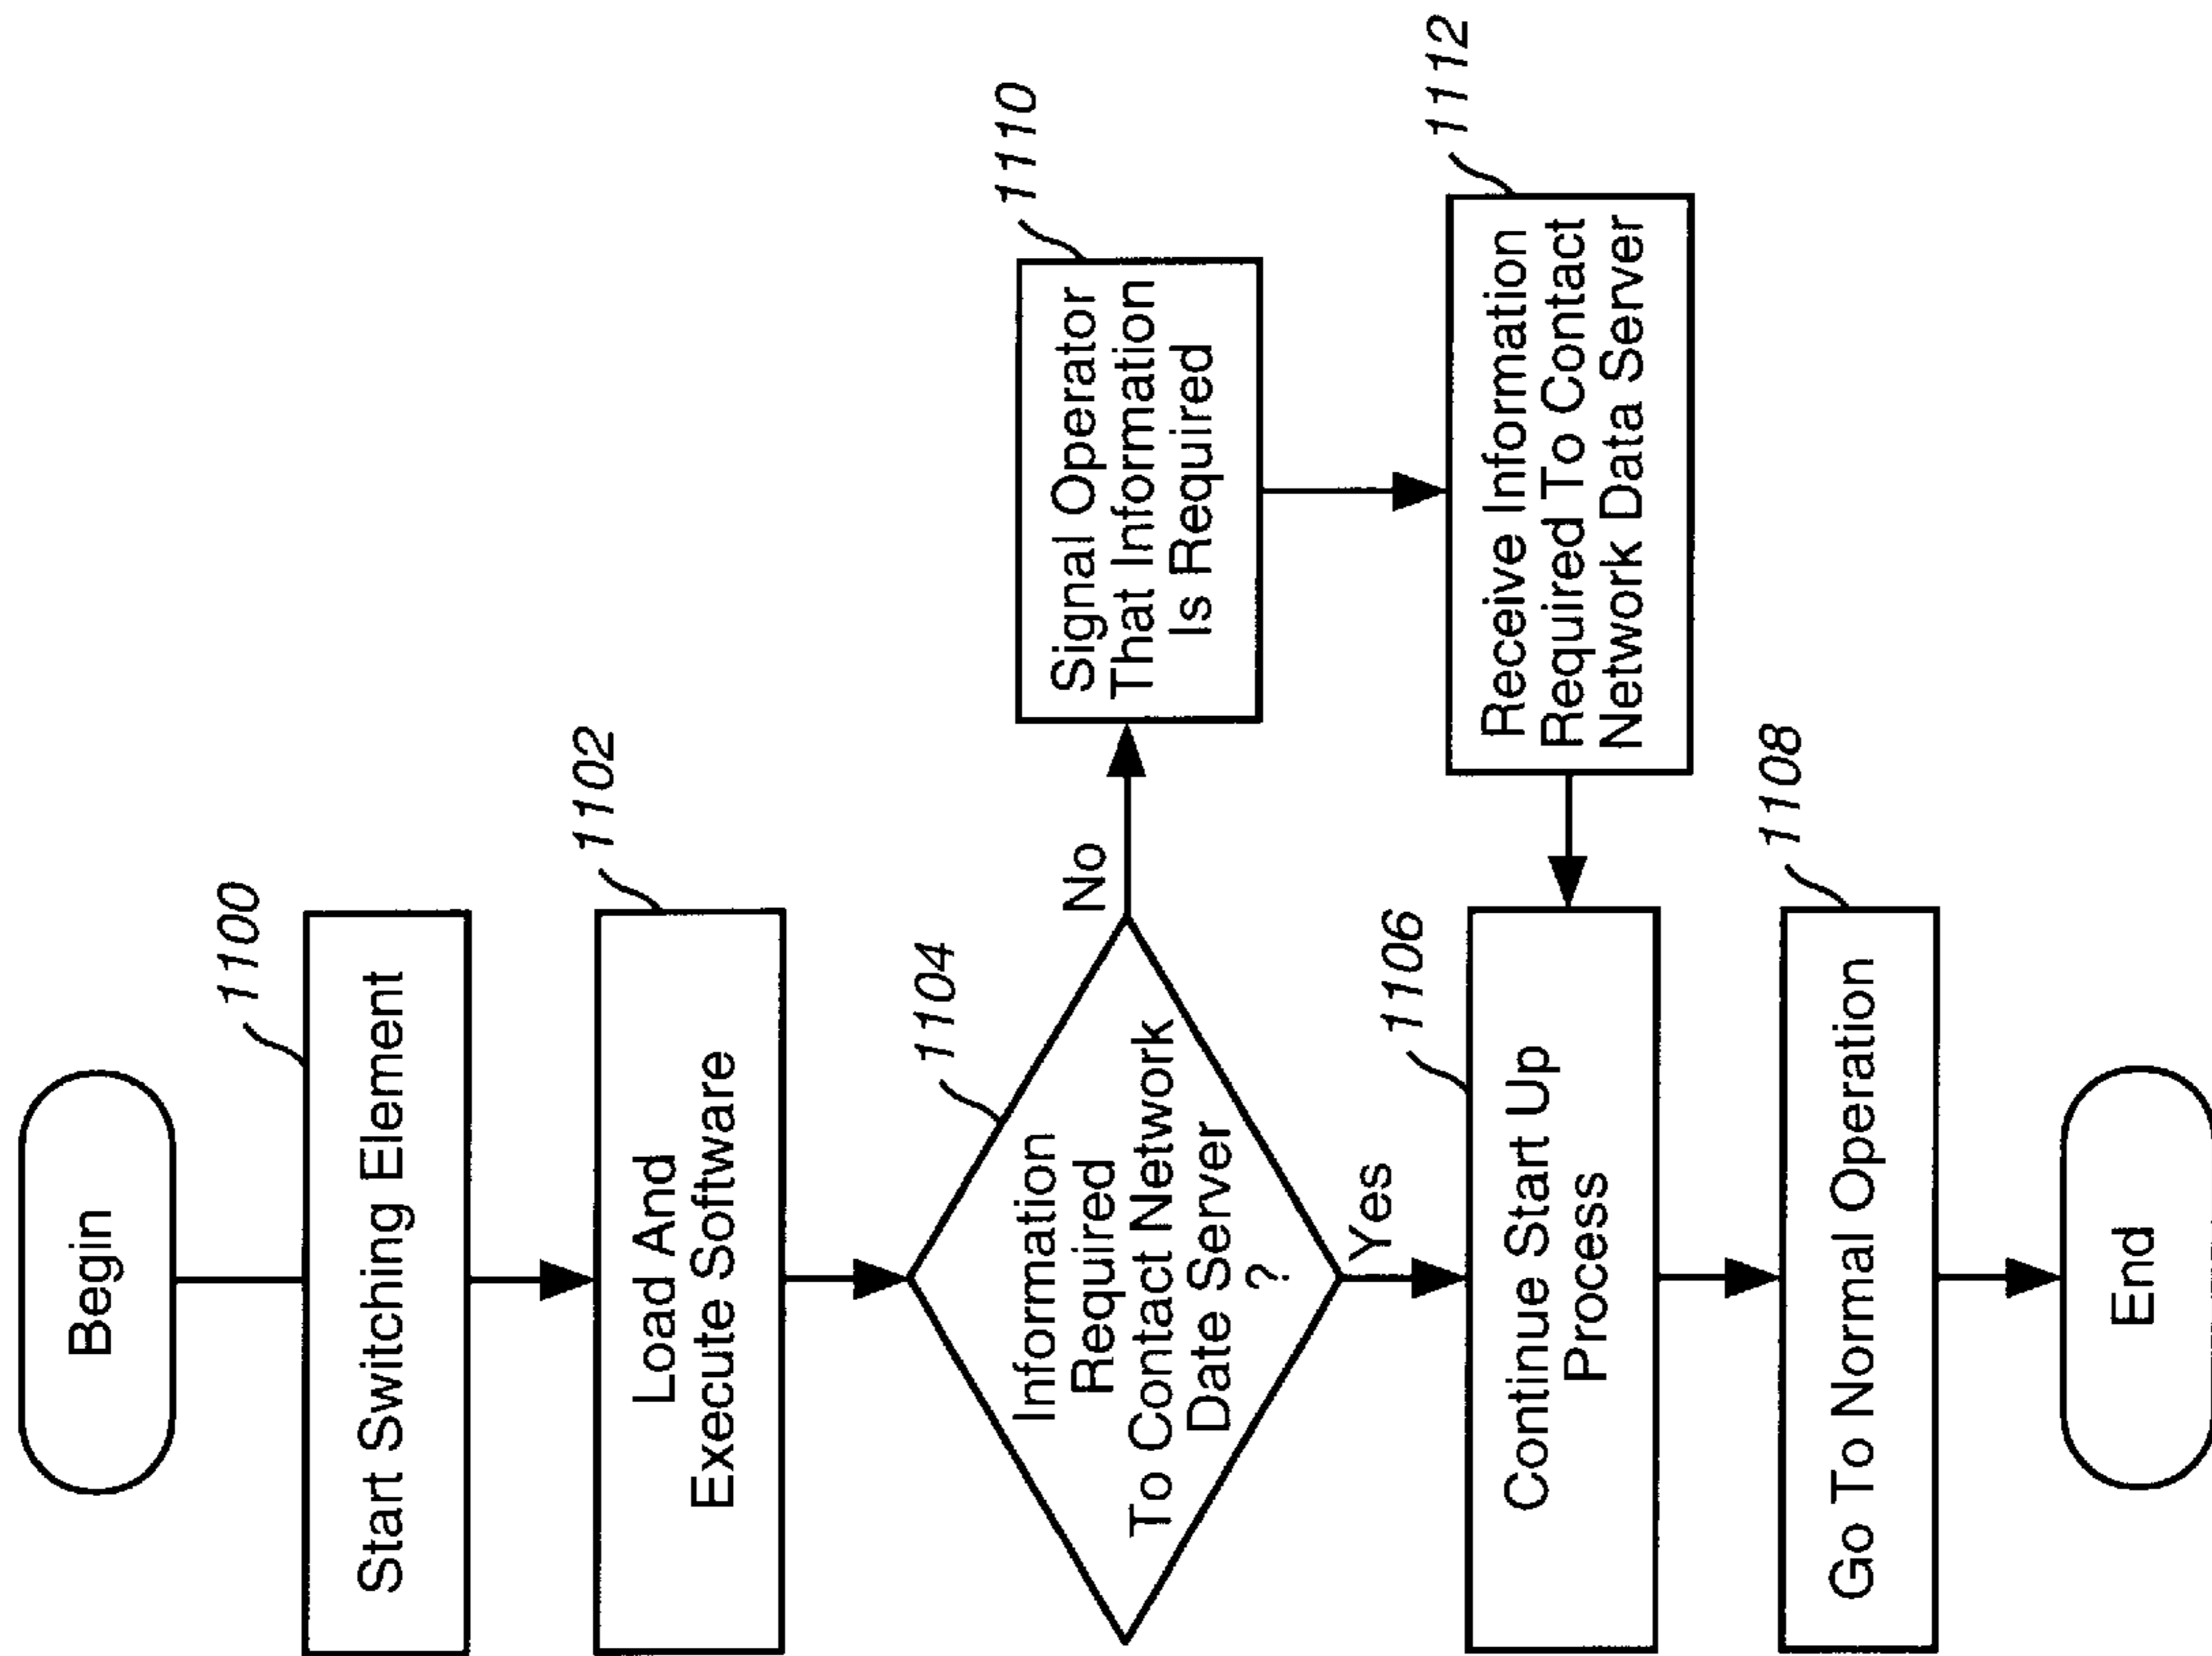 Begin
1100
Start Switching Element
1102
Load And
Execute Software
1104
Information
Required
To Contact Network
Date Server
?
No
1110
Signal Operator
That Information
Is Required
1112
Receive Information
Required To Contact
Network Data Server
Yes
1106
Continue Start Up
Process
1108
Go To Normal Operation
End